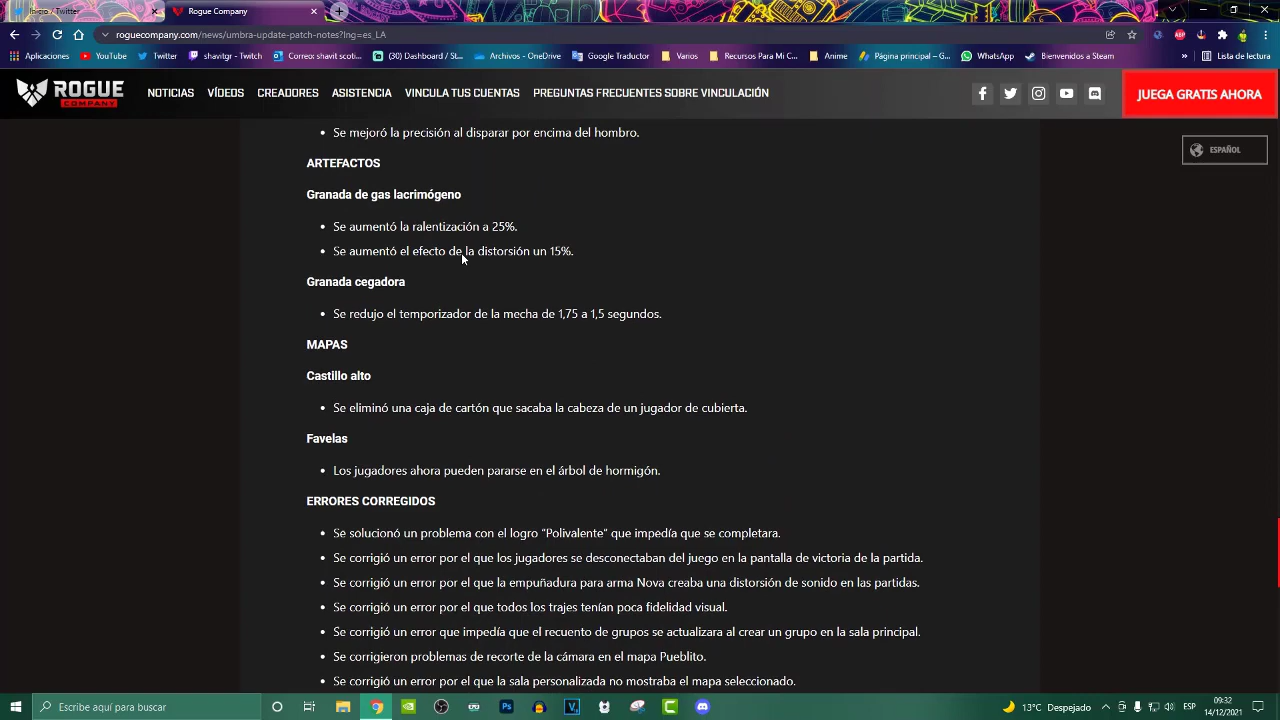 Inicio / Twitter
Rogue Company
roguecompany.com/news/umbra-update-patch-notes?lng=es_LA
Aplicaciones YouTube Twitter shavitgr - Twitch Correo: shavit scoti... (30) Dashboard / St... Archivos - OneDrive Google Traductor Varios Recursos Para Mi C... Anime Página principal - G... WhatsApp Bienvenidos a Steam » Lista de lectura
ROGUE COMPANY NOTICIAS VÍDEOS CREADORES ASISTENCIA VINCULA TUS CUENTAS PREGUNTAS FRECUENTES SOBRE VINCULACIÓN JUEGA GRATIS AHORA
ESPAÑOL
• Se mejoró la precisión al disparar por encima del hombro.
ARTEFACTOS
Granada de gas lacrimógeno
• Se aumentó la ralentización a 25%.
• Se aumentó el efecto de la distorsión un 15%.
Granada cegadora
• Se redujo el temporizador de la mecha de 1,75 a 1,5 segundos.
MAPAS
Castillo alto
• Se eliminó una caja de cartón que sacaba la cabeza de un jugador de cubierta.
Favelas
• Los jugadores ahora pueden pararse en el árbol de hormigón.
ERRORES CORREGIDOS
• Se solucionó un problema con el logro “Polivalente” que impedía que se completara.
• Se corrigió un error por el que los jugadores se desconectaban del juego en la pantalla de victoria de la partida.
• Se corrigió un error por el que la empuñadura para arma Nova creaba una distorsión de sonido en las partidas.
• Se corrigió un error por el que todos los trajes tenían poca fidelidad visual.
• Se corrigió un error que impedía que el recuento de grupos se actualizara al crear un grupo en la sala principal.
• Se corrigieron problemas de recorte de la cámara en el mapa Pueblito.
• Se corrigió un error por el que la sala personalizada no mostraba el mapa seleccionado.
Escribe aquí para buscar
13°C Despejado ESP 09:32
14/12/2021